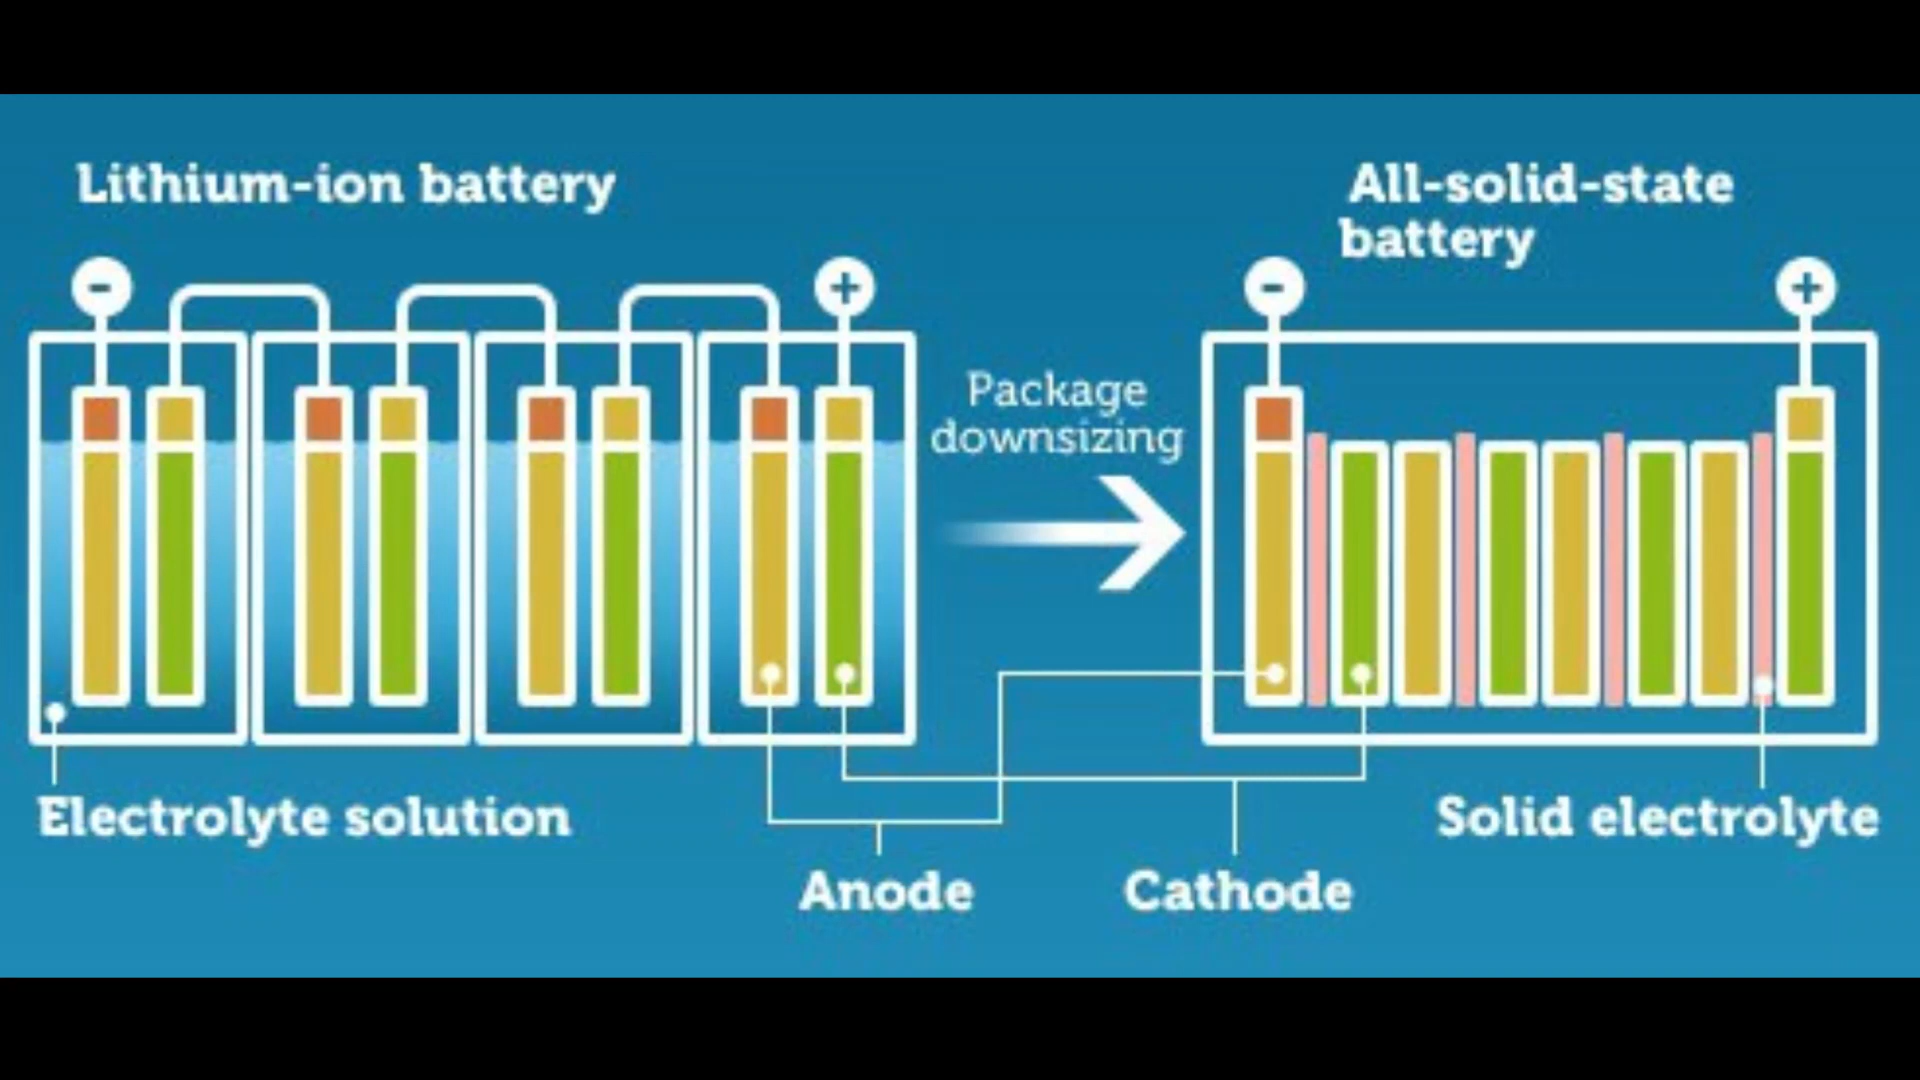 Lithium-ion battery
All-solid-state
battery
-
+
-
+
Package
downsizing
Electrolyte solution
Solid electrolyte
Anode
Cathode